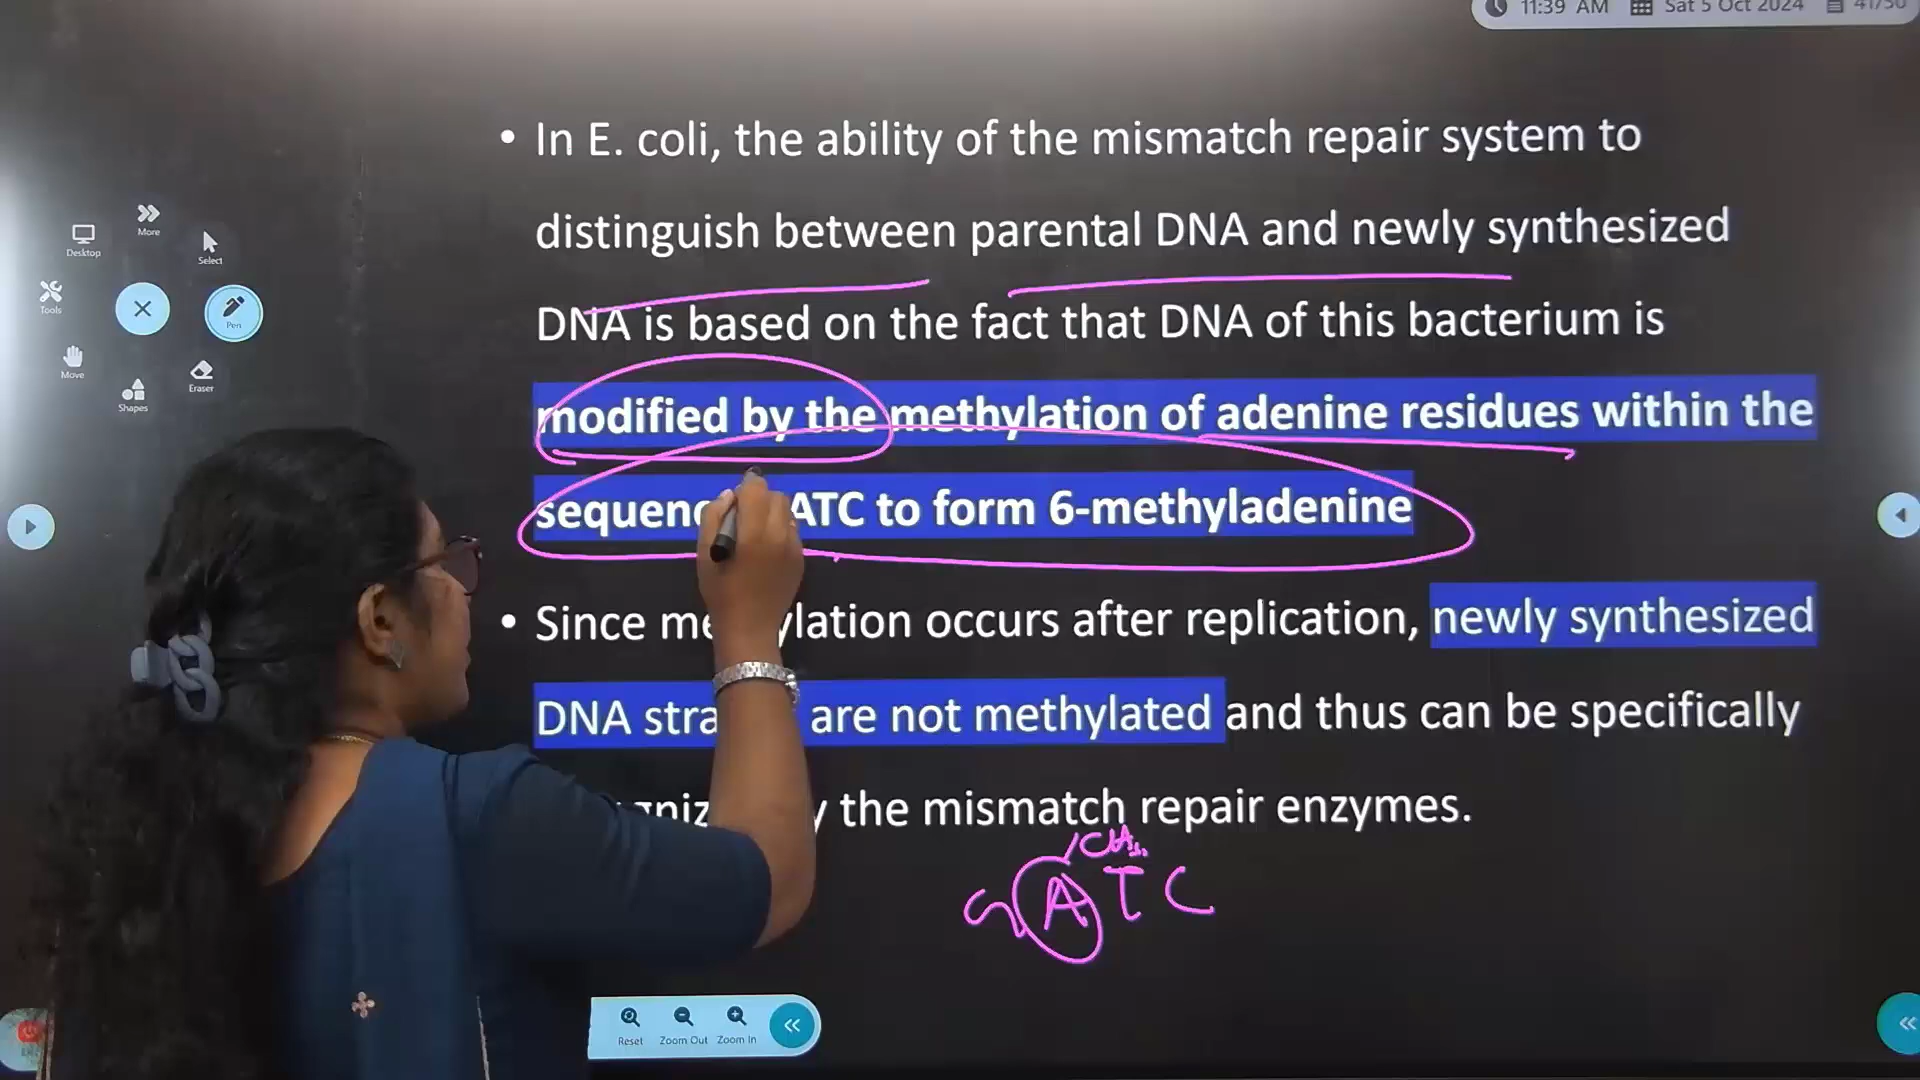 11:39 AM Sat 5 Oct 2024 41/50
• In E. coli, the ability of the mismatch repair system to
distinguish between parental DNA and newly synthesized
DNA is based on the fact that DNA of this bacterium is
modified by the methylation of adenine residues within the
ATC to form 6-methyladenine
• Since occurs after replication, newly synthesized
DNA are not methylated and thus can be specifically
the mismatch repair enzymes.
CH3
G A T C
More
Desktop
Select
Tools
Pen
Move
Eraser
Shapes
Reset Zoom Out Zoom In